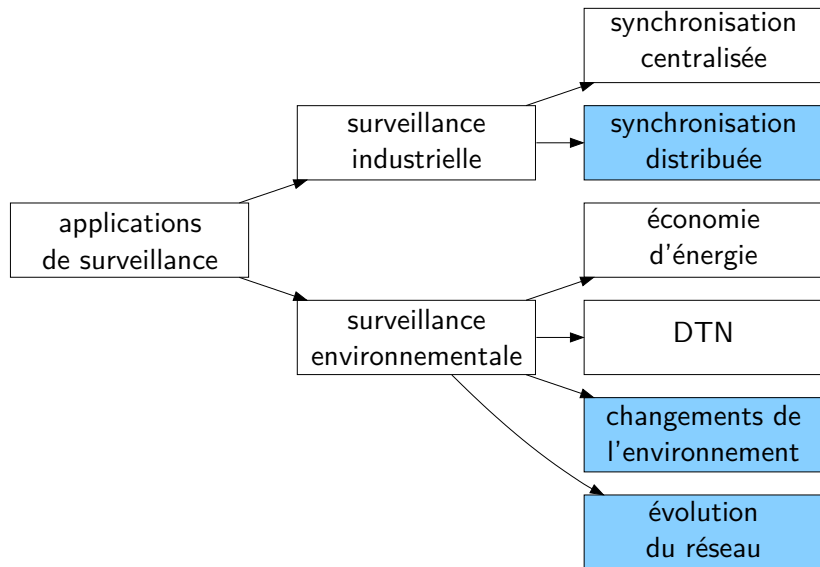 synchronisation
centralisée
surveillance
industrielle
synchronisation
distribuée
applications
de surveillance
économie
d'énergie
surveillance
environnementale
DTN
changements de
l'environnement
évolution
du réseau